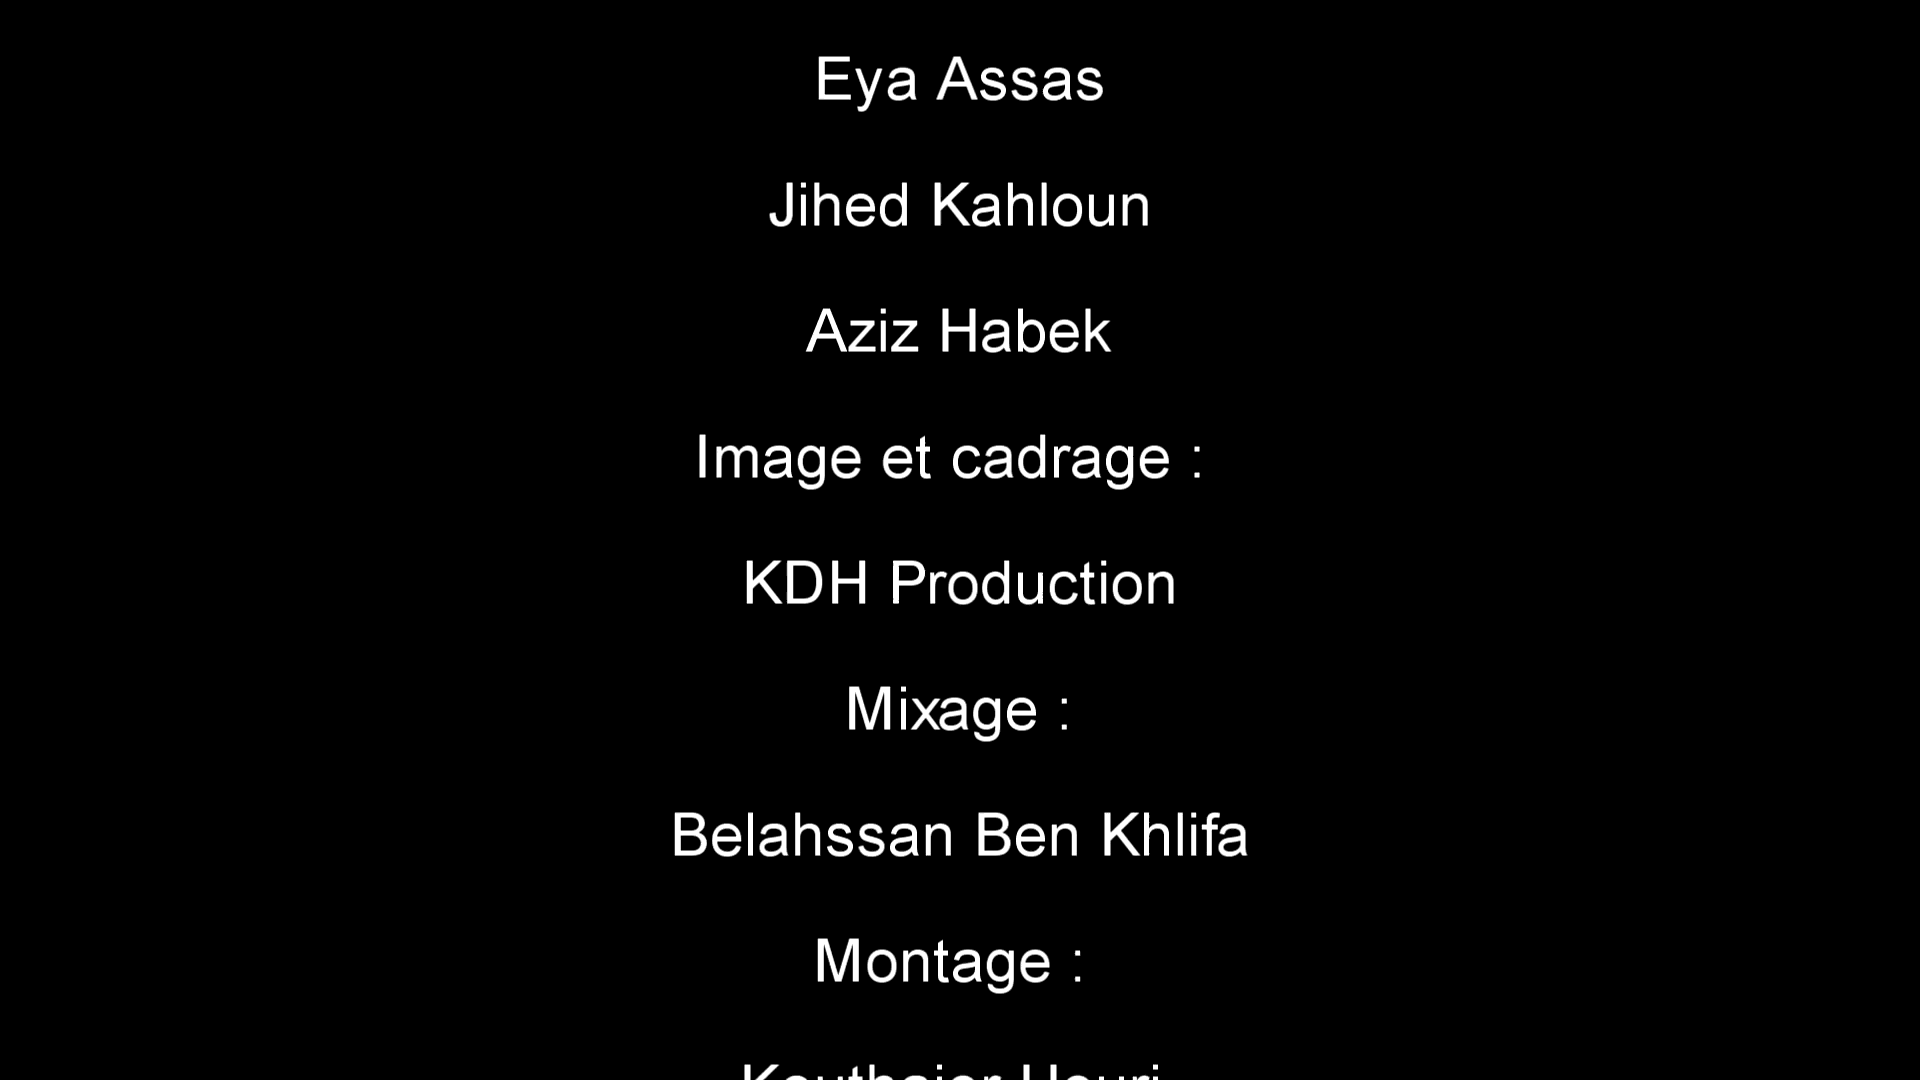 Eya Assas
Jihed Kahloun
Aziz Habek
Image et cadrage :
KDH Production
Mixage :
Belahssan Ben Khlifa
Montage :